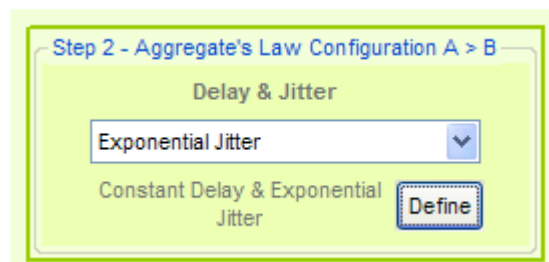 Step 2 - Aggregate's Law Configuration A > B
Delay & Jitter
Exponential Jitter
Constant Delay & Exponential
Jitter
Define